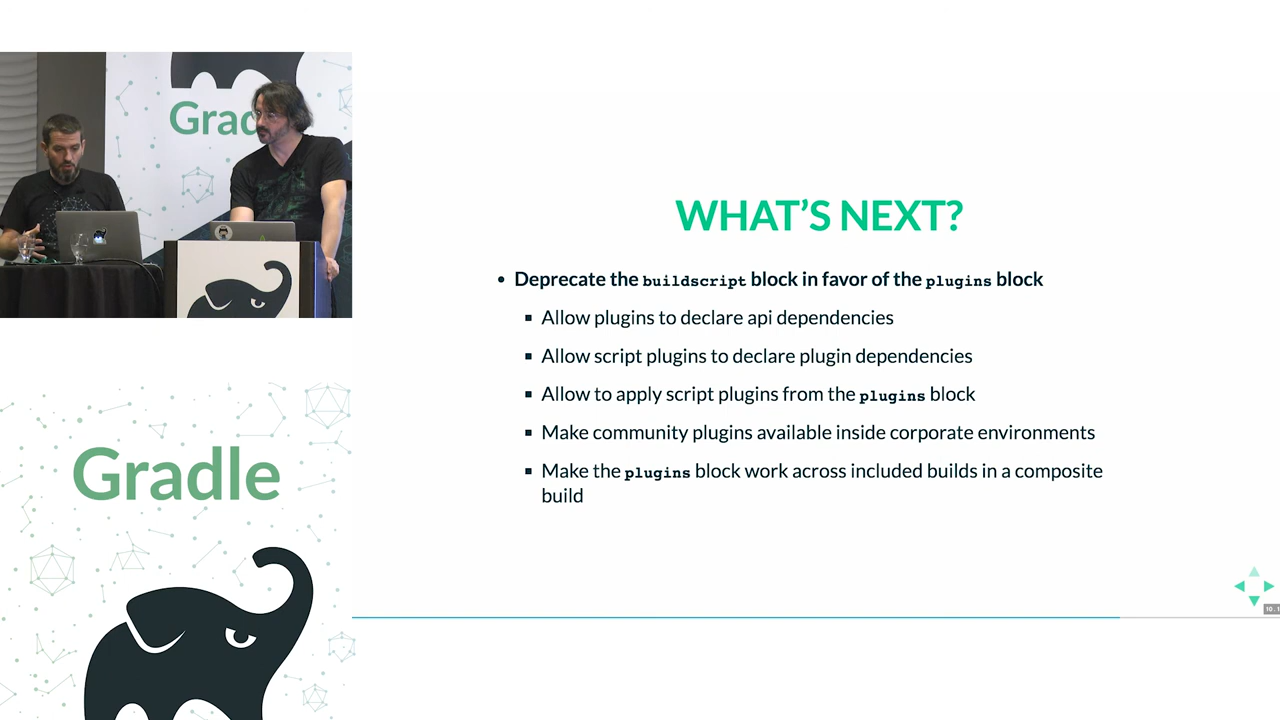 Grad
WHAT'S NEXT?
• Deprecate the buildscript block in favor of the plugins block
▪ Allow plugins to declare api dependencies
▪ Allow script plugins to declare plugin dependencies
▪ Allow to apply script plugins from the plugins block
▪ Make community plugins available inside corporate environments
▪ Make the plugins block work across included builds in a composite
build
Gradle